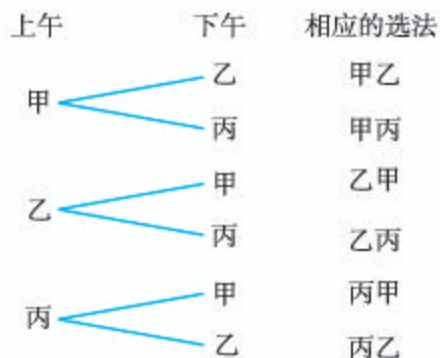 上午 下午 相应的选法
乙 甲乙
甲
丙 甲丙
甲 乙甲
乙
丙 乙丙
甲 丙甲
丙
乙 丙乙